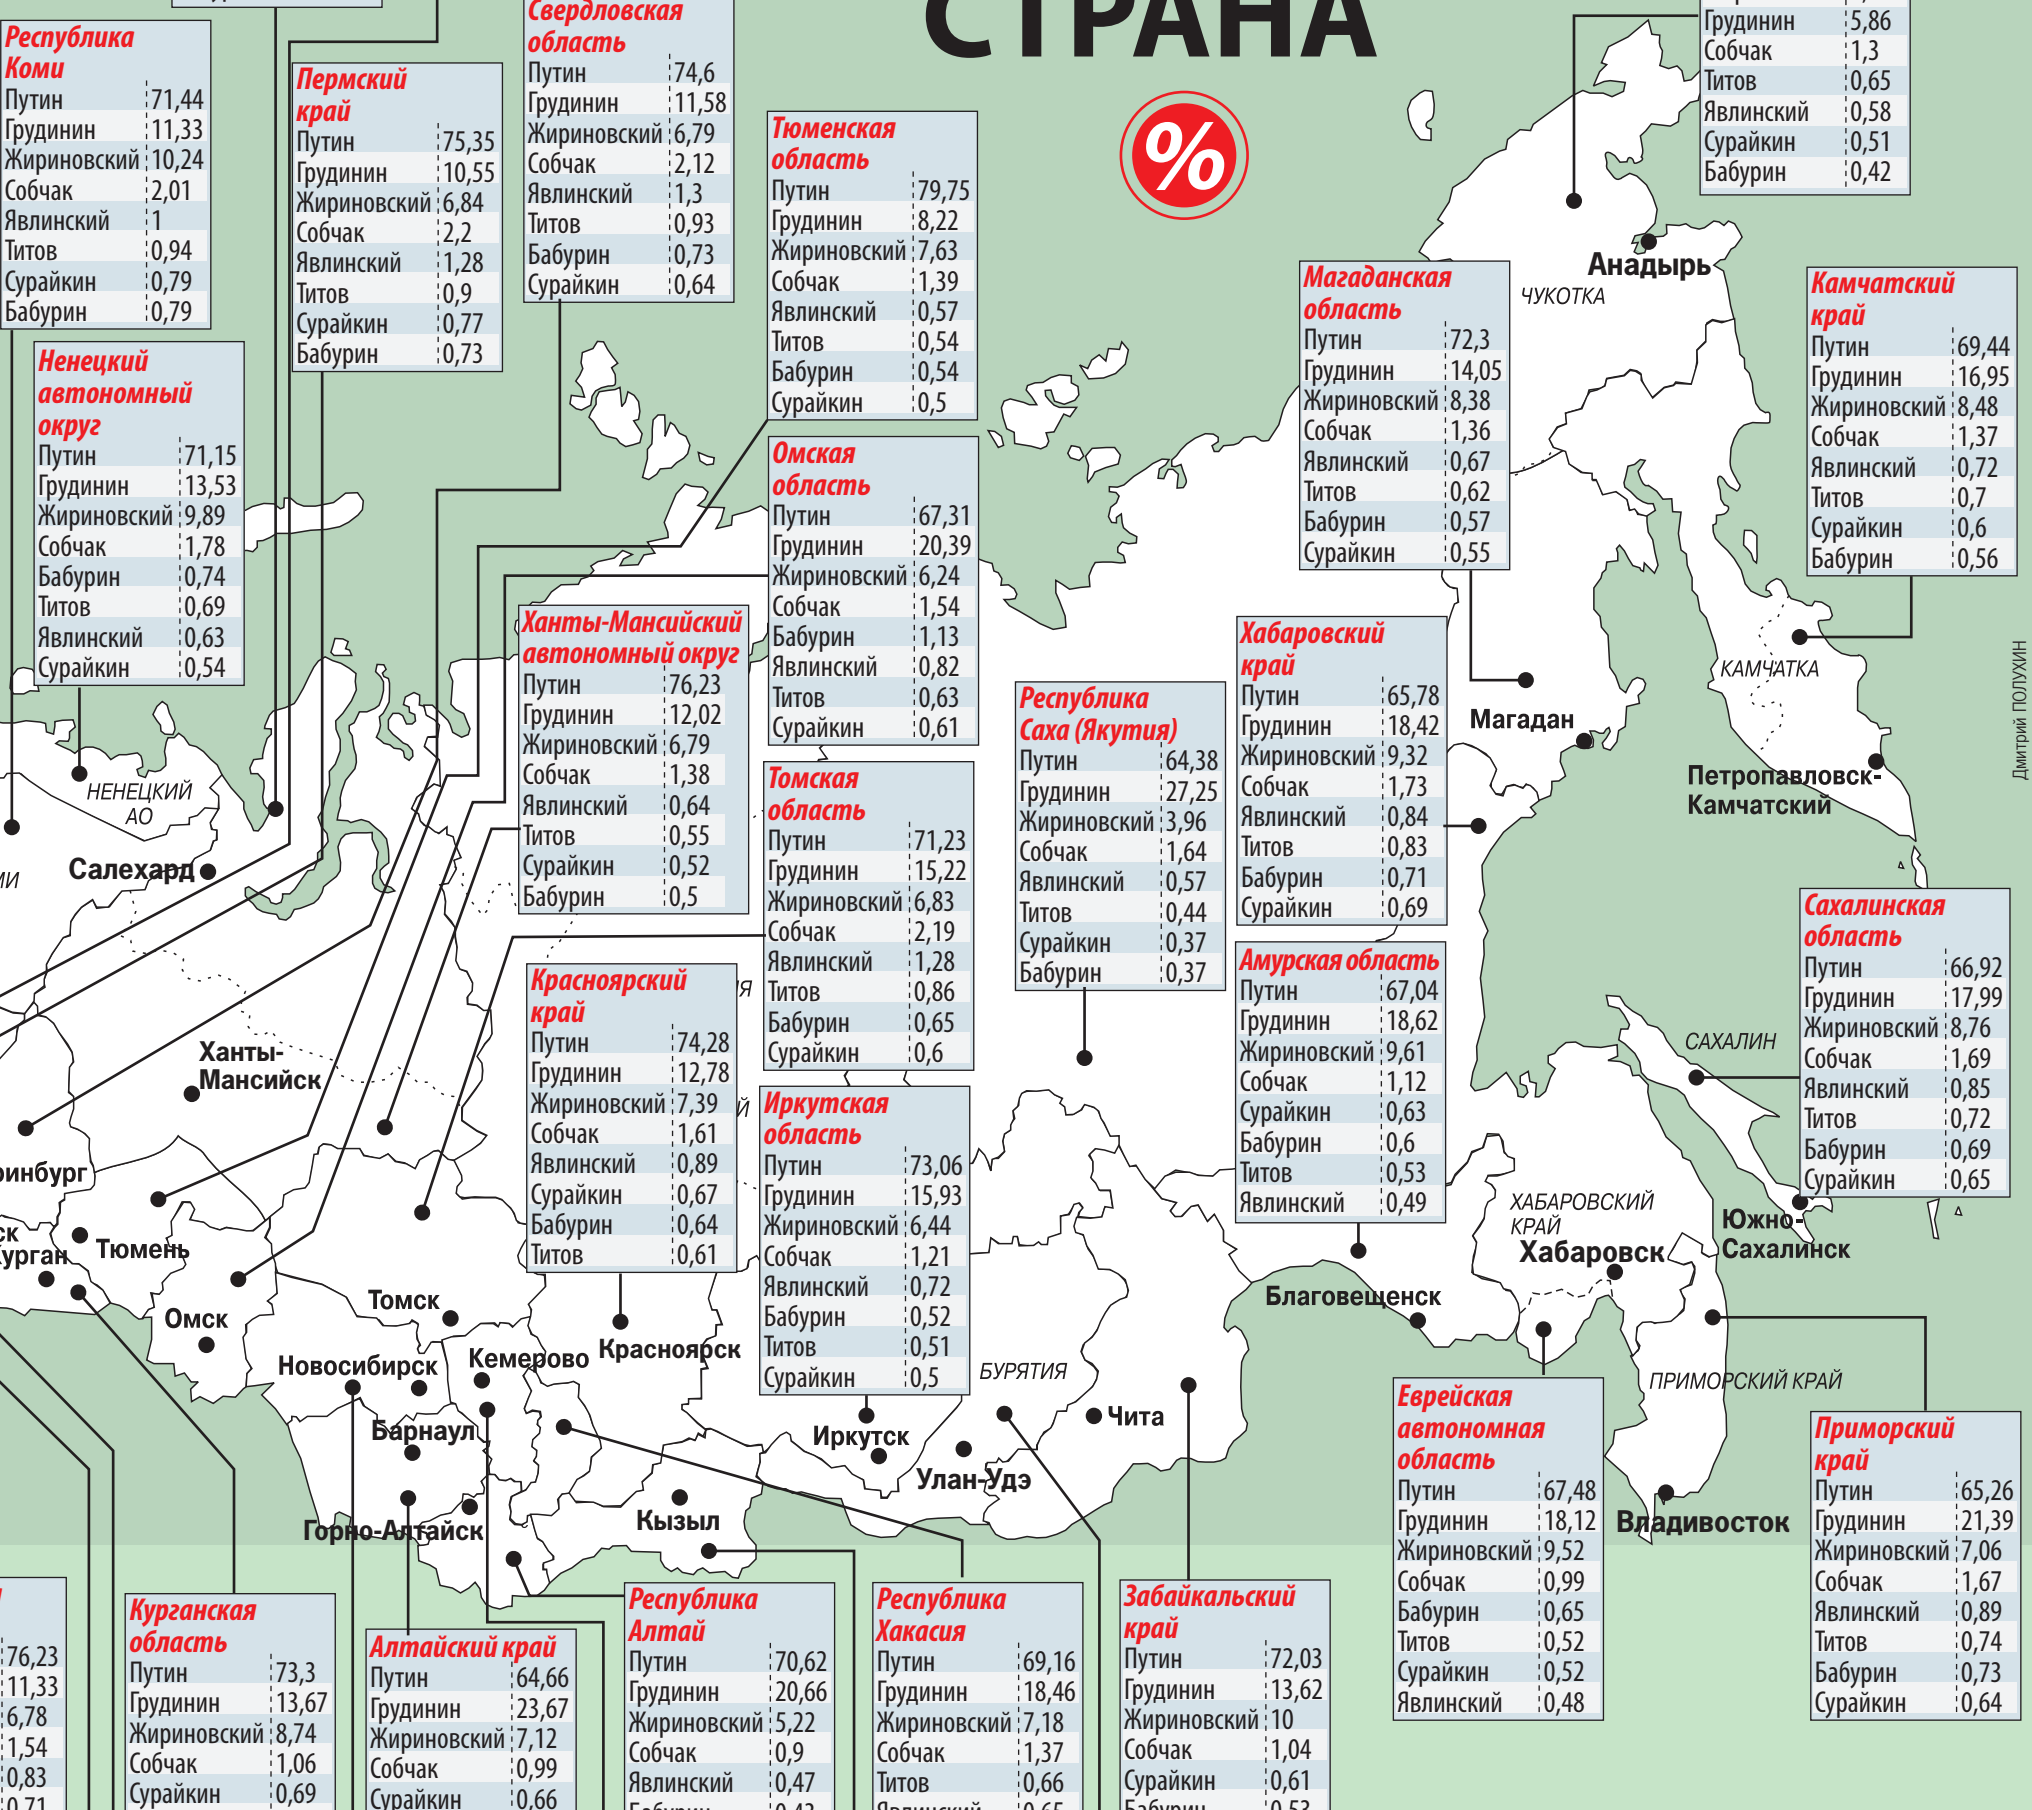 СТРАНА
%
Республика
Коми
Путин 71,44
Грудинин 11,33
Жириновский 10,24
Собчак 2,01
Явлинский 1
Титов 0,94
Сурайкин 0,79
Бабурин 0,79
Пермский
край
Путин 75,35
Грудинин 10,55
Жириновский 6,84
Собчак 2,2
Явлинский 1,28
Титов 0,9
Сурайкин 0,77
Бабурин 0,73
Свердловская
область
Путин 74,6
Грудинин 11,58
Жириновский 6,79
Собчак 2,12
Явлинский 1,3
Титов 0,93
Бабурин 0,73
Сурайкин 0,64
Тюменская
область
Путин 79,75
Грудинин 8,22
Жириновский 7,63
Собчак 1,39
Явлинский 0,57
Титов 0,54
Бабурин 0,54
Сурайкин 0,5
Грудинин 5,86
Собчак 1,3
Титов 0,65
Явлинский 0,58
Сурайкин 0,51
Бабурин 0,42
Ненецкий
автономный
округ
Путин 71,15
Грудинин 13,53
Жириновский 9,89
Собчак 1,78
Бабурин 0,74
Титов 0,69
Явлинский 0,63
Сурайкин 0,54
Омская
область
Путин 67,31
Грудинин 20,39
Жириновский 6,24
Собчак 1,54
Бабурин 1,13
Явлинский 0,82
Титов 0,63
Сурайкин 0,61
Магаданская
область
Путин 72,3
Грудинин 14,05
Жириновский 8,38
Собчак 1,36
Явлинский 0,67
Титов 0,62
Бабурин 0,57
Сурайкин 0,55
Анадырь
ЧУКОТКА
Камчатский
край
Путин 69,44
Грудинин 16,95
Жириновский 8,48
Собчак 1,37
Явлинский 0,72
Титов 0,7
Сурайкин 0,6
Бабурин 0,56
Ханты-Мансийский
автономный округ
Путин 76,23
Грудинин 12,02
Жириновский 6,79
Собчак 1,38
Явлинский 0,64
Титов 0,55
Сурайкин 0,52
Бабурин 0,5
Томская
область
Путин 71,23
Грудинин 15,22
Жириновский 6,83
Собчак 2,19
Явлинский 1,28
Титов 0,86
Бабурин 0,65
Сурайкин 0,6
Республика
Саха (Якутия)
Путин 64,38
Грудинин 27,25
Жириновский 3,96
Собчак 1,64
Явлинский 0,57
Титов 0,44
Сурайкин 0,37
Бабурин 0,37
Хабаровский
край
Путин 65,78
Грудинин 18,42
Жириновский 9,32
Собчак 1,73
Явлинский 0,84
Титов 0,83
Бабурин 0,71
Сурайкин 0,69
Магадан
КАМЧАТКА
Петропавловск-
Камчатский
Дмитрий ПОЛУХИН
НЕНЕЦКИЙ
АО
Салехард
МИ
Красноярский
край
Путин 74,28
Грудинин 12,78
Жириновский 7,39
Собчак 1,61
Явлинский 0,89
Сурайкин 0,67
Бабурин 0,64
Титов 0,61
Я
Й
Амурская область
Путин 67,04
Грудинин 18,62
Жириновский 9,61
Собчак 1,12
Сурайкин 0,63
Бабурин 0,6
Титов 0,53
Явлинский 0,49
Сахалинская
область
Путин 66,92
Грудинин 17,99
Жириновский 8,76
Собчак 1,69
Явлинский 0,85
Титов 0,72
Бабурин 0,69
Сурайкин 0,65
САХАЛИН
Ханты-
Мансийск
Иркутская
область
Путин 73,06
Грудинин 15,93
Жириновский 6,44
Собчак 1,21
Явлинский 0,72
Бабурин 0,52
Титов 0,51
Сурайкин 0,5
ринбург
ск
урган
Тюмень
Омск
Томск
Новосибирск
Кемерово
Красноярск
Барнаул
Горно-Алтайск
Кызыл
Иркутск
БУРЯТИЯ
Улан-Удэ
Чита
Благовещенск
ХАБАРОВСКИЙ
КРАЙ
Хабаровск
Южно-
Сахалинск
ПРИМОРСКИЙ КРАЙ
Владивосток
Еврейская
автономная
область
Путин 67,48
Грудинин 18,12
Жириновский 9,52
Собчак 0,99
Бабурин 0,65
Титов 0,52
Сурайкин 0,52
Явлинский 0,48
Приморский
край
Путин 65,26
Грудинин 21,39
Жириновский 7,06
Собчак 1,67
Явлинский 0,89
Титов 0,74
Бабурин 0,73
Сурайкин 0,64
76,23
11,33
6,78
1,54
0,83
0,71
Курганская
область
Путин 73,3
Грудинин 13,67
Жириновский 8,74
Собчак 1,06
Сурайкин 0,69
Алтайский край
Путин 64,66
Грудинин 23,67
Жириновский 7,12
Собчак 0,99
Сурайкин 0,66
Республика
Алтай
Путин 70,62
Грудинин 20,66
Жириновский 5,22
Собчак 0,9
Явлинский 0,47
Бабурин 0,43
Республика
Хакасия
Путин 69,16
Грудинин 18,46
Жириновский 7,18
Собчак 1,37
Титов 0,66
Явлинский 0,65
Забайкальский
край
Путин 72,03
Грудинин 13,62
Жириновский 10
Собчак 1,04
Сурайкин 0,61
Бабурин 0,53